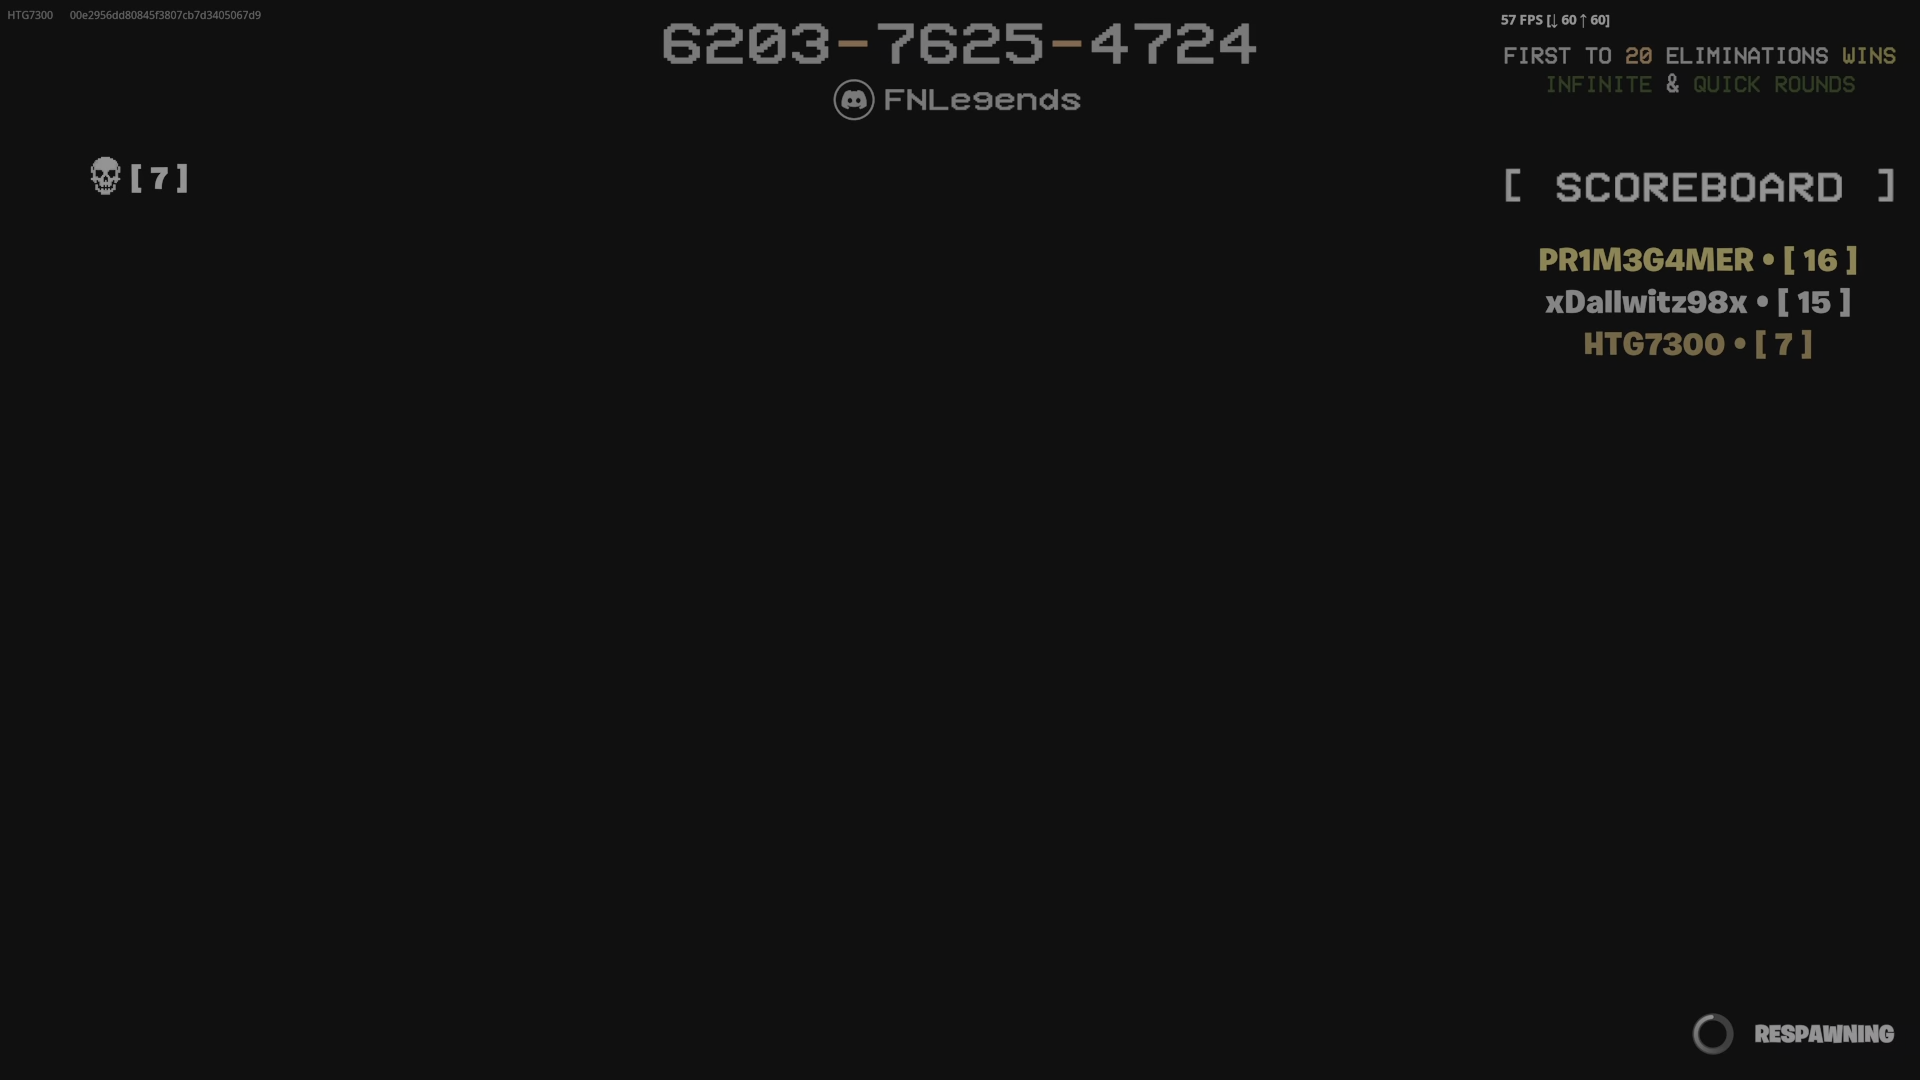 HTG7300 00e2956dd80845f3807cb7d3405067d9
6203-7625-4724
FNLegends
57 FPS [↓ 60 ↑ 60]
FIRST TO 20 ELIMINATIONS WINS
INFINITE & QUICK ROUNDS
[ 7 ]
[ SCOREBOARD ]
PR1M3G4MER • [ 16 ]
xDallwitz98x • [ 15 ]
HTG7300 • [ 7 ]
RESPAWNING